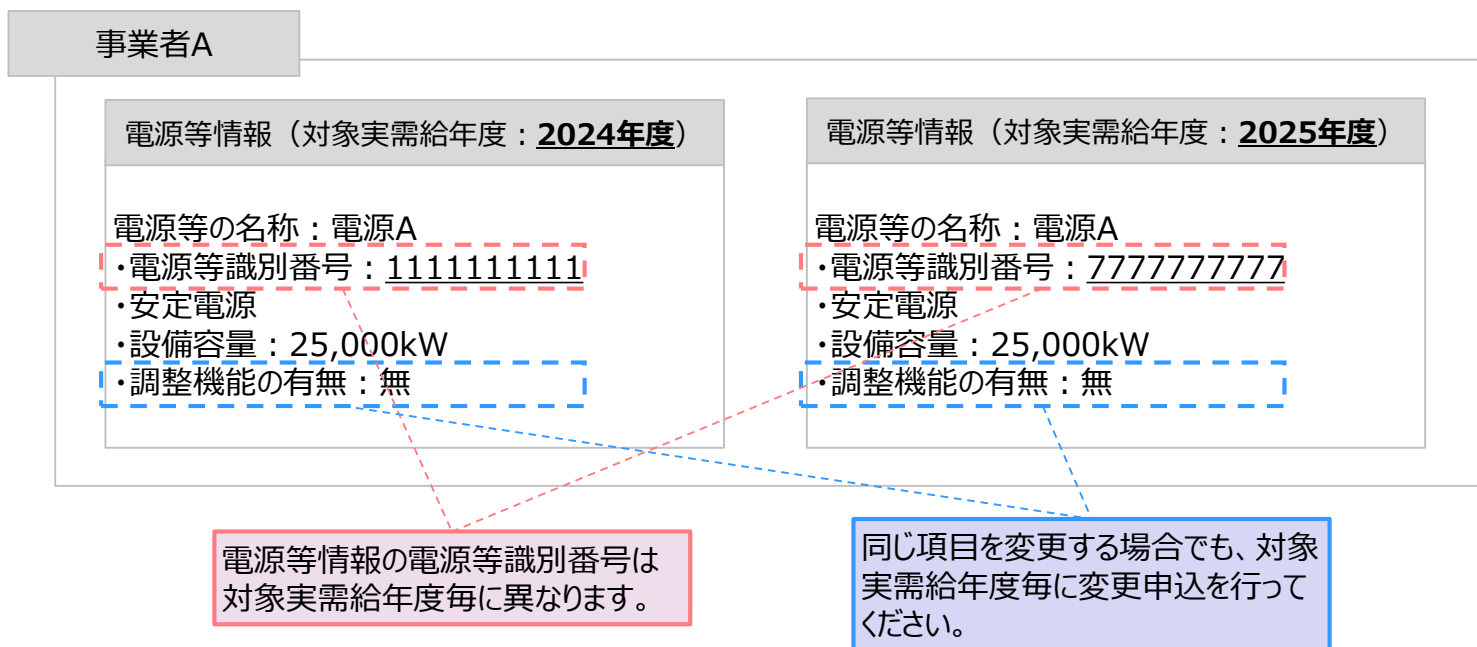 事業者A
電源等情報（対象実需給年度：2024年度）
電源等の名称：電源A
・電源等識別番号：1111111111
・安定電源
・設備容量：25,000kW
・調整機能の有無：無
電源等情報（対象実需給年度：2025年度）
電源等の名称：電源A
・電源等識別番号：7777777777
・安定電源
・設備容量：25,000kW
・調整機能の有無：無
電源等情報の電源等識別番号は
対象実需給年度毎に異なります。
同じ項目を変更する場合でも、対象
実需給年度毎に変更申込を行って
ください。